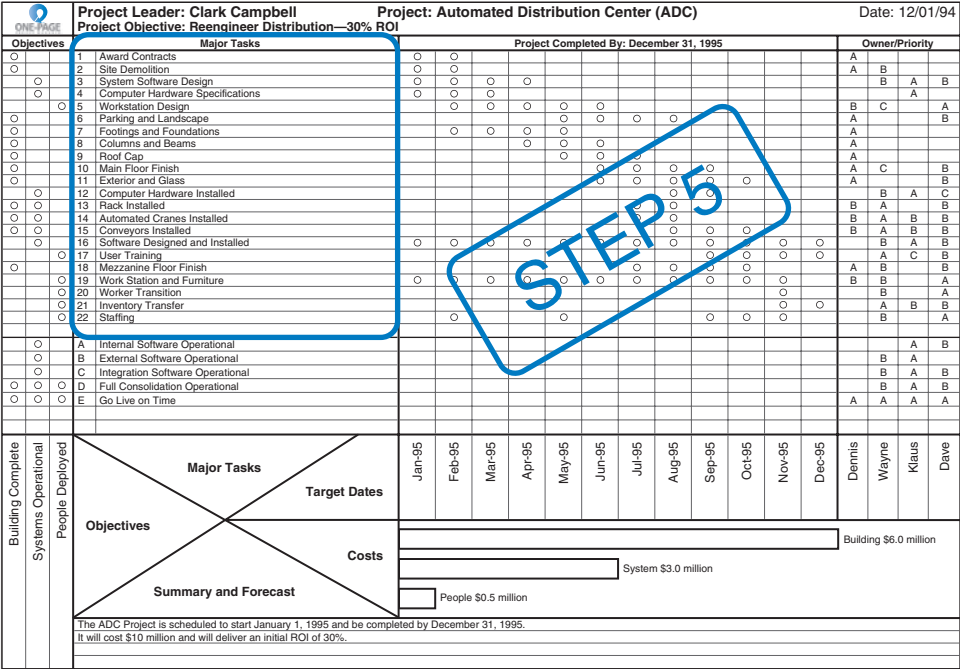 ONE-PAGE
Project Leader: Clark Campbell Project: Automated Distribution Center (ADC) Date: 12/01/94
Project Objective: Reengineer Distribution—30% ROI
Objectives Major Tasks Project Completed By: December 31, 1995 Owner/Priority
1 Award Contracts A
2 Site Demolition A B
3 System Software Design B A B
4 Computer Hardware Specifications A
5 Workstation Design B C A
6 Parking and Landscape A B
7 Footings and Foundations A
8 Columns and Beams A
9 Roof Cap A
10 Main Floor Finish A C B
11 Exterior and Glass A B
12 Computer Hardware Installed B A C
13 Rack Installed B A B
14 Automated Cranes Installed B A B B
15 Conveyors Installed B A B B
16 Software Designed and Installed B A B
17 User Training A C B
18 Mezzanine Floor Finish A B B
19 Work Station and Furniture B B A
20 Worker Transition B A
21 Inventory Transfer A B B
22 Staffing B A
STEP 5
A Internal Software Operational A B
B External Software Operational B A
C Integration Software Operational B A B
D Full Consolidation Operational B A B
E Go Live on Time A A A A
Building Complete
Systems Operational
People Deployed
Major Tasks
Target Dates
Objectives
Costs
Summary and Forecast
Jan-95 Feb-95 Mar-95 Apr-95 May-95 Jun-95 Jul-95 Aug-95 Sep-95 Oct-95 Nov-95 Dec-95 Dennis Wayne Klaus Dave
Building $6.0 million
System $3.0 million
People $0.5 million
The ADC Project is scheduled to start January 1, 1995 and be completed by December 31, 1995.
It will cost $10 million and will deliver an initial ROI of 30%.